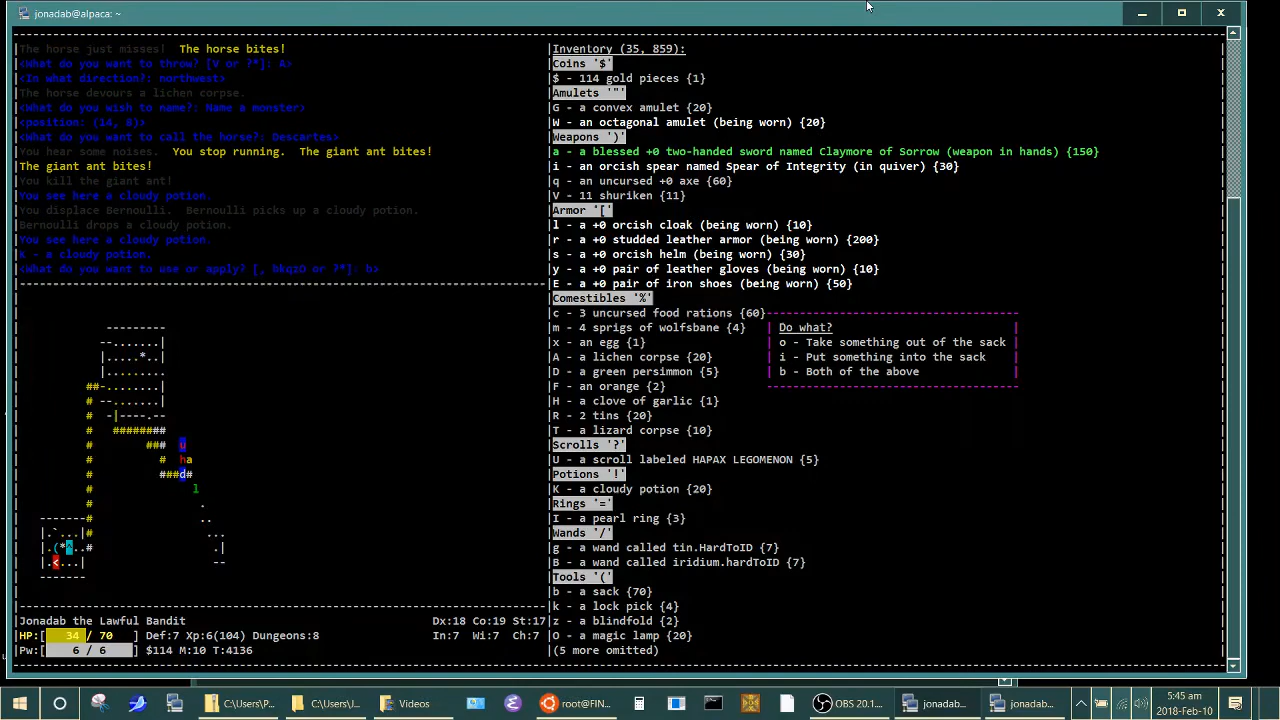 jonadab@alpaca: ~
The horse just misses!  The horse bites!
<What do you want to throw? [V or ?*]: A>
<In what direction?: northwest>
The horse devours a lichen corpse.
<What do you wish to name?: Name a monster>
<position: (14, 8)>
<What do you want to call the horse?: Descartes>
You hear some noises.  You stop running.  The giant ant bites!
The giant ant bites!
You kill the giant ant!
You see here a cloudy potion.
You displace Bernoulli.  Bernoulli picks up a cloudy potion.
Bernoulli drops a cloudy potion.
You see here a cloudy potion.
K - a cloudy potion.
<What do you want to use or apply? [, bkqzO or ?*]: b>
Inventory (35, 859):
Coins '$'
$ - 114 gold pieces {1}
Amulets '"'
G - a convex amulet {20}
W - an octagonal amulet (being worn) {20}
Weapons ')'
a - a blessed +0 two-handed sword named Claymore of Sorrow (weapon in hands) {150}
i - an orcish spear named Spear of Integrity (in quiver) {30}
q - an uncursed +0 axe {60}
V - 11 shuriken {11}
Armor '['
l - a +0 orcish cloak (being worn) {10}
r - a +0 studded leather armor (being worn) {200}
s - a +0 orcish helm (being worn) {30}
y - a +0 pair of leather gloves (being worn) {10}
E - a +0 pair of iron shoes (being worn) {50}
Comestibles '%'
c - 3 uncursed food rations {60}
m - 4 sprigs of wolfsbane {4}
x - an egg {1}
A - a lichen corpse {20}
D - a green persimmon {5}
F - an orange {2}
H - a clove of garlic {1}
R - 2 tins {20}
T - a lizard corpse {10}
Scrolls '?'
U - a scroll labeled HAPAX LEGOMENON {5}
Potions '!'
K - a cloudy potion {20}
Rings '='
I - a pearl ring {3}
Wands '/'
g - a wand called tin.HardToID {7}
B - a wand called iridium.hardToID {7}
Tools '('
b - a sack {70}
k - a lock pick {4}
z - a blindfold {2}
O - a magic lamp {20}
(5 more omitted)
Do what?
o - Take something out of the sack
i - Put something into the sack
b - Both of the above
Jonadab the Lawful Bandit Dx:18 Co:19 St:17
HP:[ 34 / 70 ] Def:7 Xp:6(104) Dungeons:8 In:7 Wi:7 Ch:7
Pw:[ 6 / 6 ] $114 M:10 T:4136
C:\Users\P...
C:\Users\J...
Videos
root@FIN...
OBS 20.1...
jonadab...
jonadab...
5:45 am
2018-Feb-10